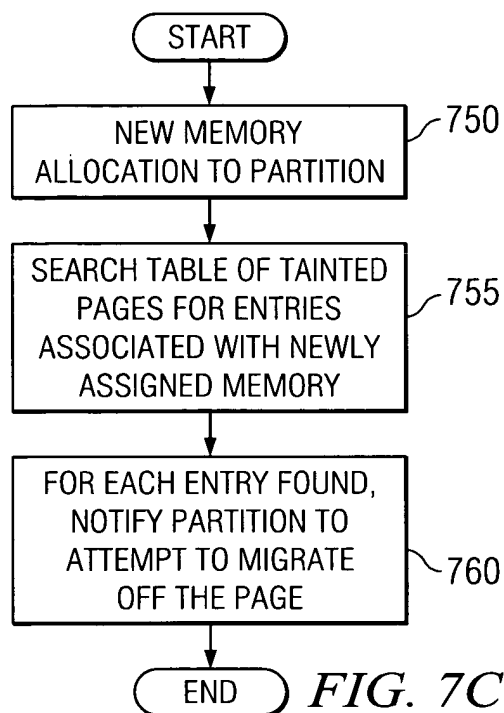 START
NEW MEMORY
ALLOCATION TO PARTITION
750
SEARCH TABLE OF TAINTED
PAGES FOR ENTRIES
ASSOCIATED WITH NEWLY
ASSIGNED MEMORY
755
FOR EACH ENTRY FOUND,
NOTIFY PARTITION TO
ATTEMPT TO MIGRATE
OFF THE PAGE
760
END
FIG. 7C